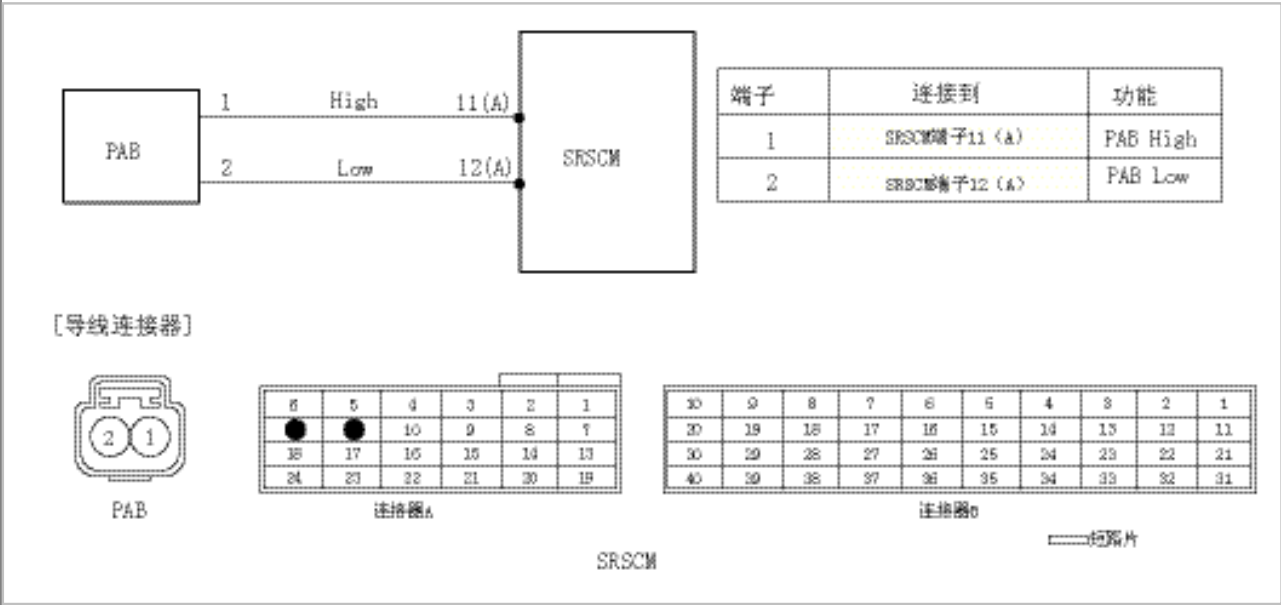 1 High 11(A)
PAB
SRSCM
2 Low 12(A)
端子 连接到 功能
1 SRSCM端子11 (A) PAB High
2 SRSCM端子12 (A) PAB Low
[导线连接器]
2 1
PAB
6 5 4 3 2 1
10 9 8 7
18 17 16 15 14 13
24 23 22 21 20 19
连接器A
10 9 8 7 6 5 4 3 2 1
20 19 18 17 16 15 14 13 12 11
30 29 28 27 26 25 24 23 22 21
40 39 38 37 36 35 34 33 32 31
连接器B
短路片
SRSCM